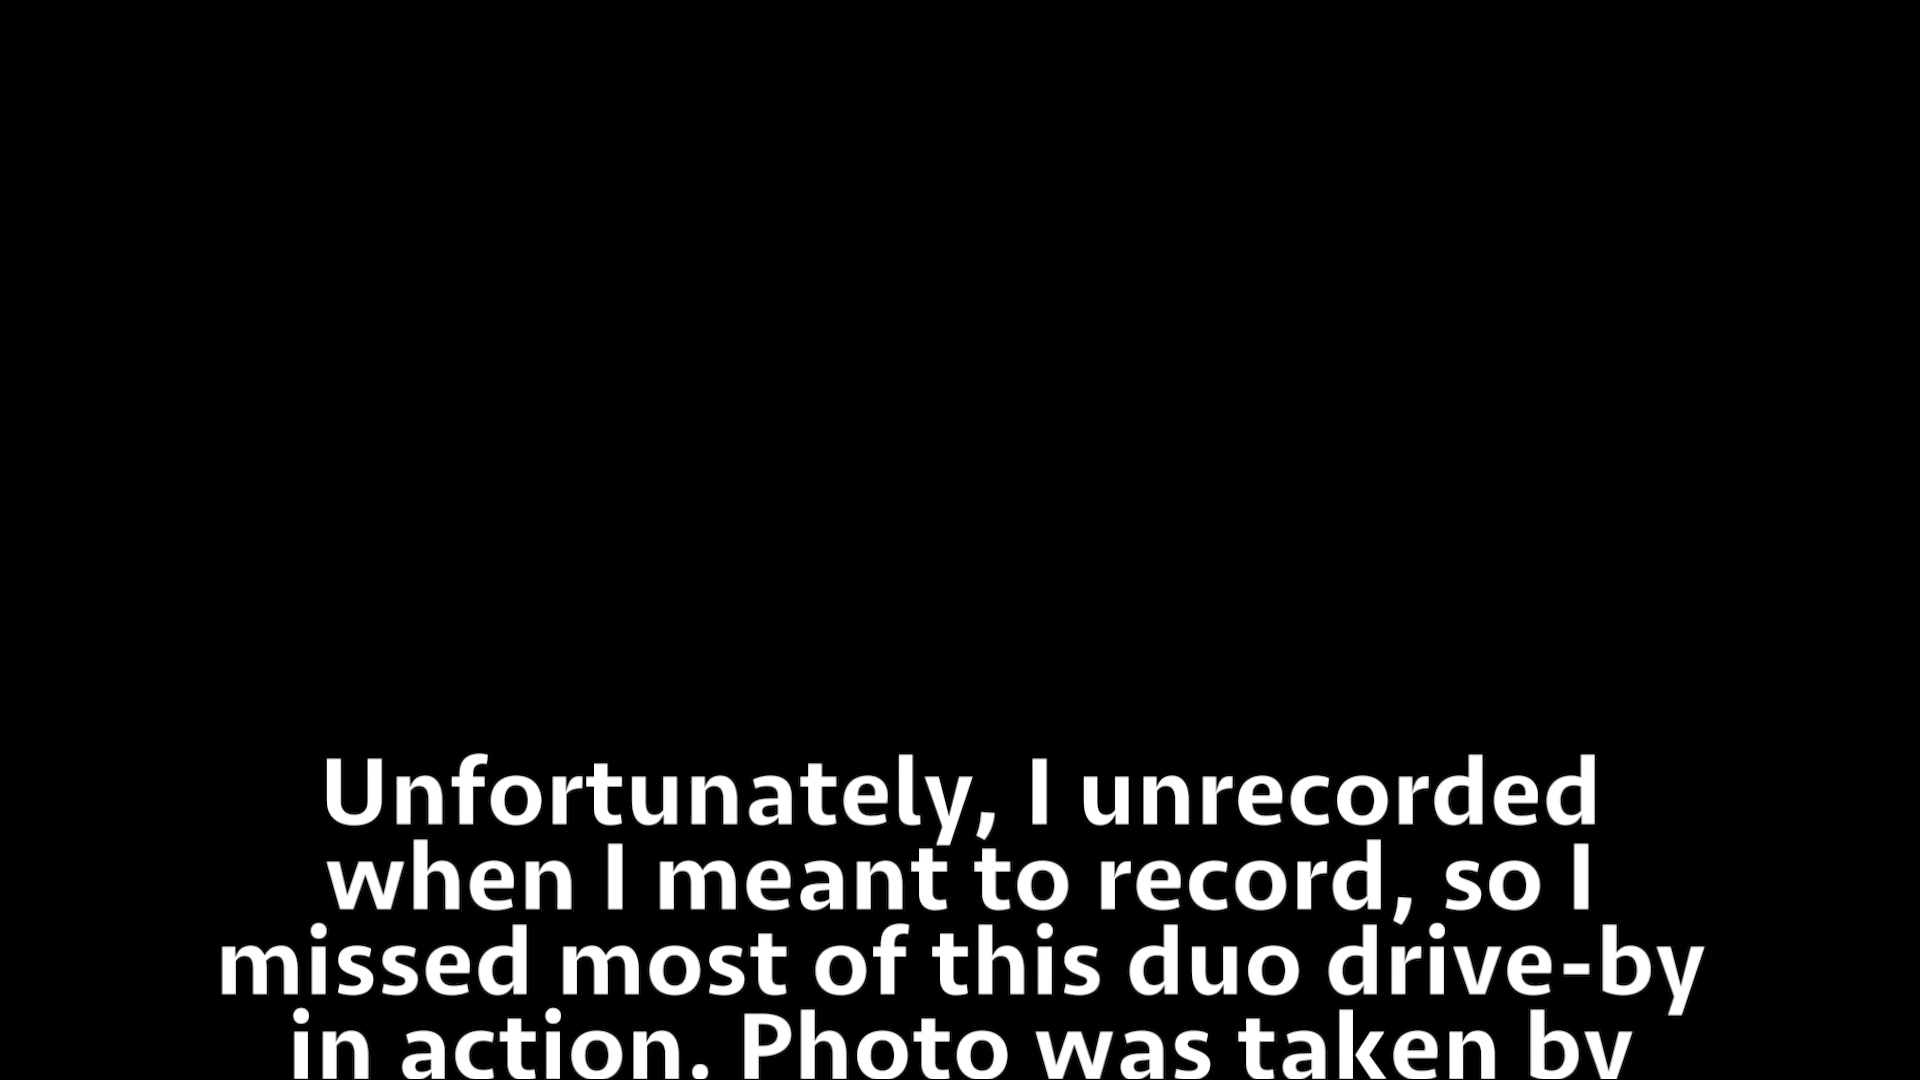 Unfortunately, I unrecorded
when I meant to record, so I
missed most of this duo drive-by
in action. Photo was taken by